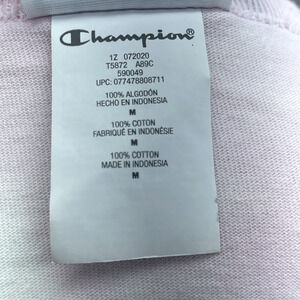 Champion®
1Z 072020
T5872 A89C
590049
UPC: 077478808711
100% ALGODÓN
HECHO EN INDONESIA
M
100% COTON
FABRIQUÉ EN INDONÉSIE
M
100% COTTON
MADE IN INDONESIA
M